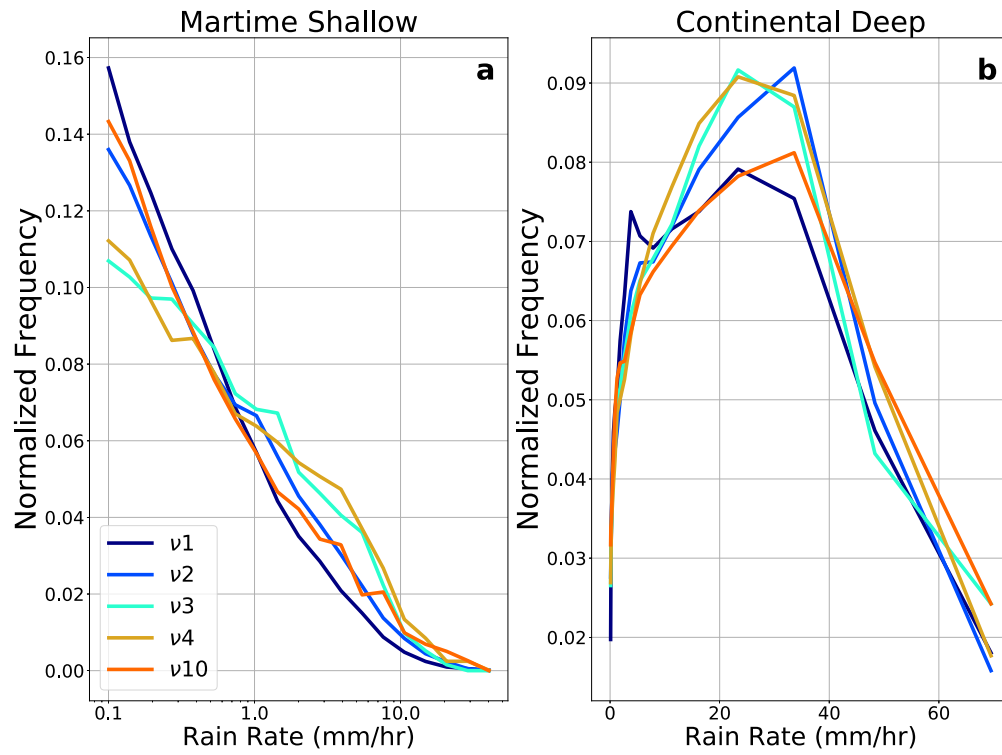 Martime Shallow
a
Normalized Frequency
0.16
0.14
0.12
0.10
0.08
0.06
0.04
0.02
0.00
ν1
ν2
ν3
ν4
ν10
0.1
1.0
10.0
Rain Rate (mm/hr)
Continental Deep
b
Normalized Frequency
0.09
0.08
0.07
0.06
0.05
0.04
0.03
0.02
0
20
40
60
Rain Rate (mm/hr)